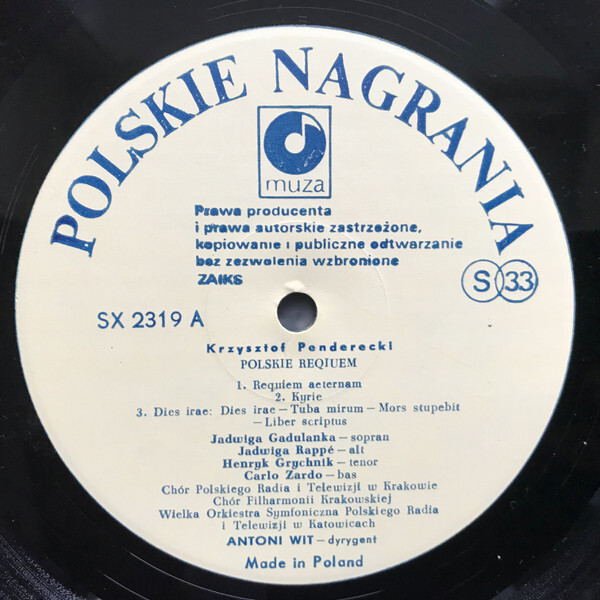 POLSKIE NAGRANIA
muza
Prawa producenta
i prawa autorskie zastrzeżone,
kopiowanie i publiczne odtwarzanie
bez zezwolenia wzbronione
ZAIKS
S 33
SX 2319 A
Krzysztof Penderecki
POLSKIE REQIUEM
1. Requiem aeternam
2. Kyrie
3. Dies irae: Dies irae — Tuba mirum — Mors stupebit
— Liber scriptus
Jadwiga Gadulanka — sopran
Jadwiga Rappé — alt
Henryk Grychnik — tenor
Carlo Zardo — bas
Chór Polskiego Radia i Telewizji w Krakowie
Chór Filharmonii Krakowskiej
Wielka Orkiestra Symfoniczna Polskiego Radia
i Telewizji w Katowicach
ANTONI WIT — dyrygent
Made in Poland